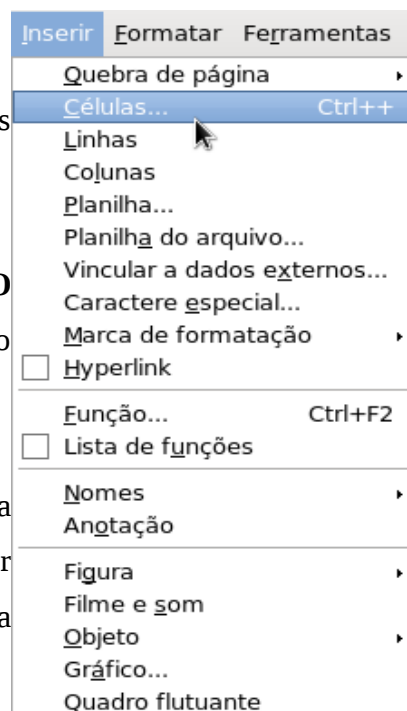 Inserir Formatar Ferramentas
Quebra de página
s
Células... Ctrl++
Linhas
Colunas
Planilha...
Planilha do arquivo...
Vincular a dados externos...
Caractere especial...
o
Marca de formatação
Hyperlink
Função... Ctrl+F2
Lista de funções
Nomes
a
Anotação
r
Figura
Filme e som
a
Objeto
Gráfico...
Quadro flutuante